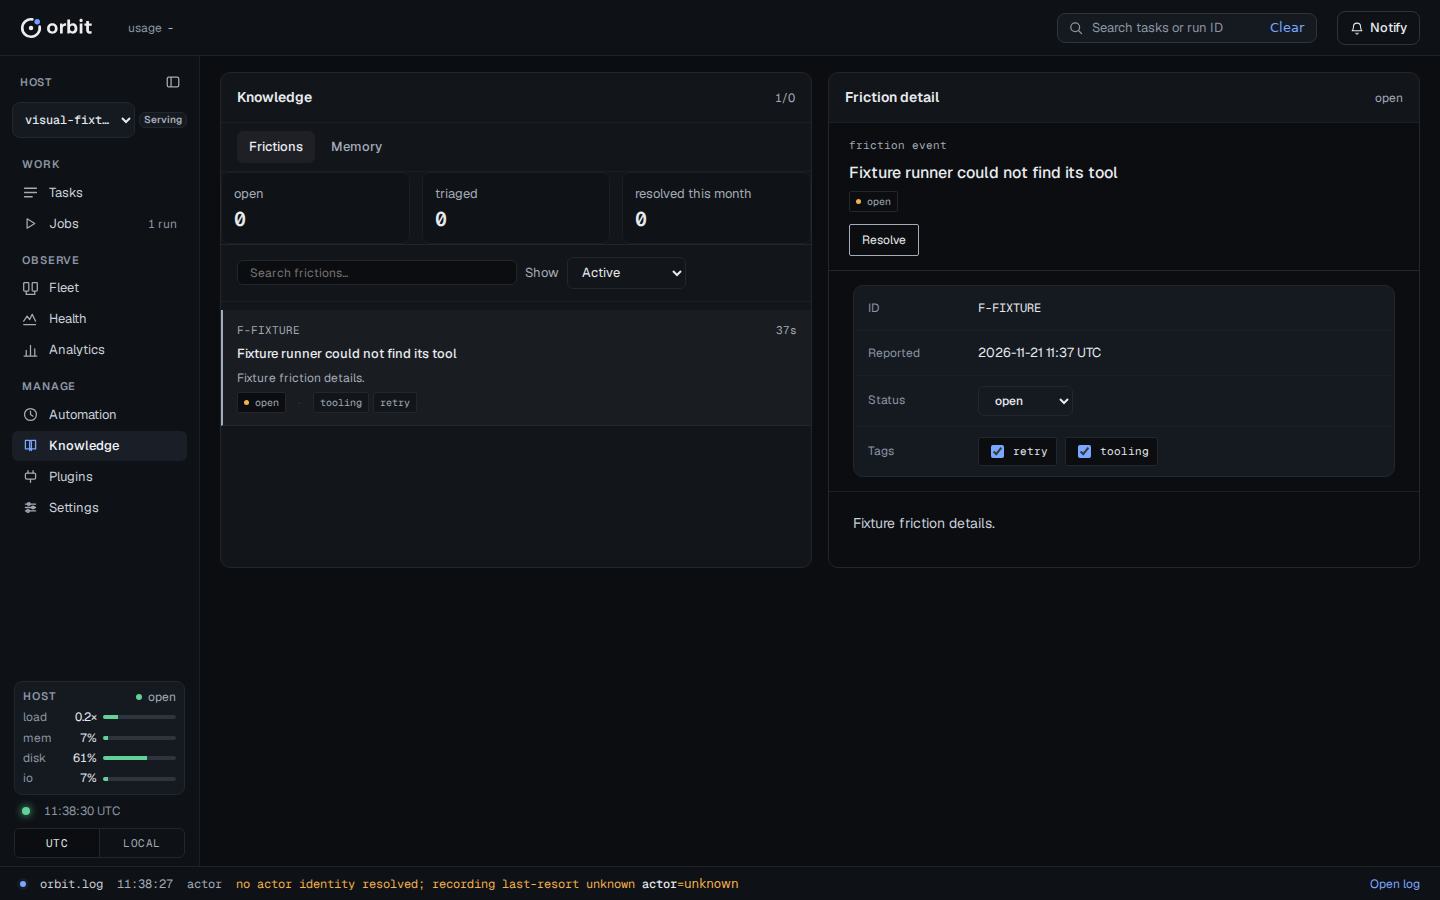 orbit
usage -
Search tasks or run ID
Clear
Notify
HOST
visual-fixt…
Serving
WORK
Tasks
Jobs
1 run
OBSERVE
Fleet
Health
Analytics
MANAGE
Automation
Knowledge
Plugins
Settings
HOST
open
load 0.2×
mem 7%
disk 61%
io 7%
11:38:30 UTC
UTC
LOCAL
Knowledge
1/0
Frictions
Memory
open
0
triaged
0
resolved this month
0
Search frictions…
Show
Active
F-FIXTURE
37s
Fixture runner could not find its tool
Fixture friction details.
open · tooling retry
Friction detail
open
friction event
Fixture runner could not find its tool
open
Resolve
ID F-FIXTURE
Reported 2026-11-21 11:37 UTC
Status open
Tags retry tooling
Fixture friction details.
orbit.log 11:38:27 actor no actor identity resolved; recording last-resort unknown actor=unknown
Open log